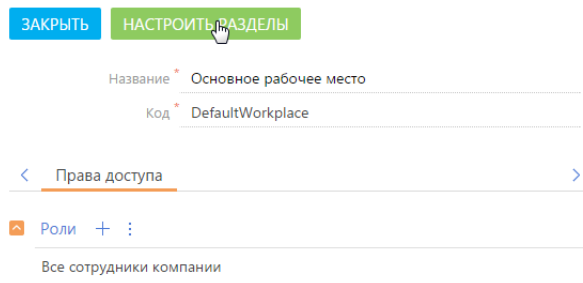 ЗАКРЫТЬ НАСТРОИТЬ РАЗДЕЛЫ
Название * Основное рабочее место
Код * DefaultWorkplace
Права доступа
Роли
Все сотрудники компании